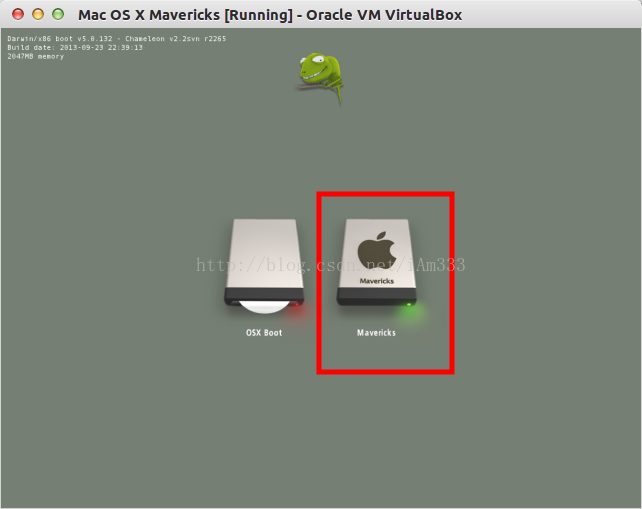 Mac OS X Mavericks [Running] - Oracle VM VirtualBox
Darwin/x86 boot v5.0.132 - Chameleon v2.2svn r2265
Build date: 2013-09-23 22:39:13
2047MB memory
http://blog.csdn.net/iAm333
Mavericks
OSX Boot
Mavericks